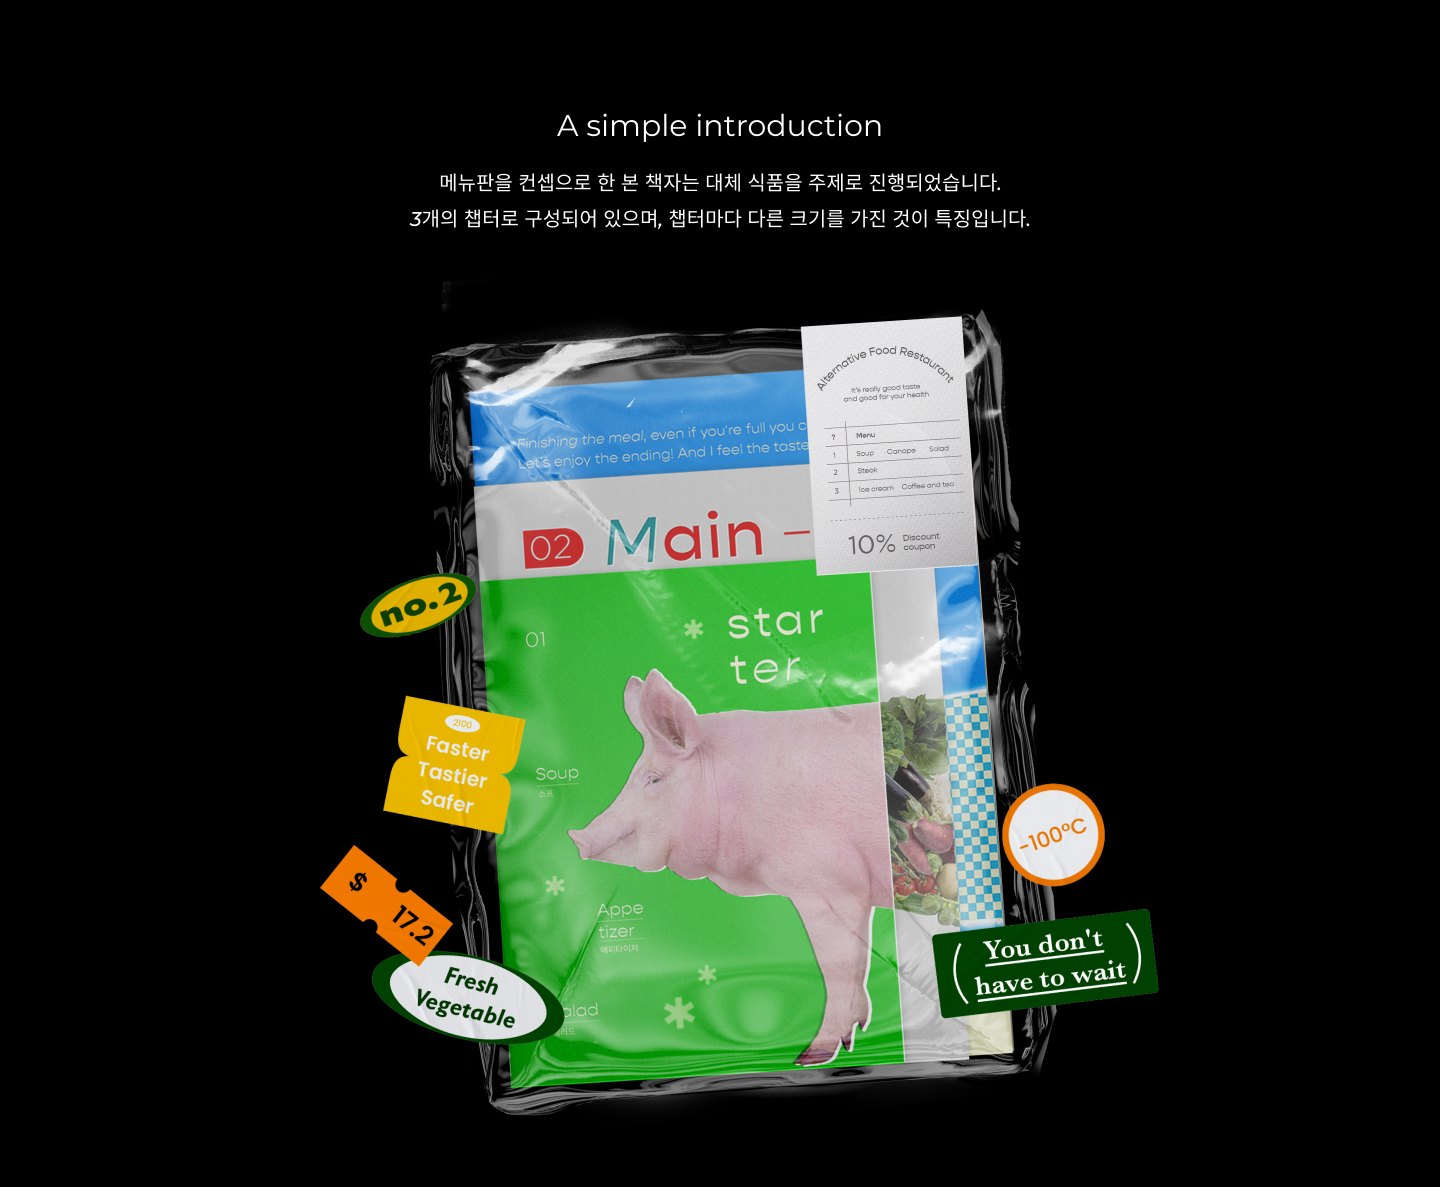 A simple introduction
메뉴판을 컨셉으로 한 본 책자는 대체 식품을 주제로 진행되었습니다.
3개의 챕터로 구성되어 있으며, 챕터마다 다른 크기를 가진 것이 특징입니다.
Alternative Food Restaurant
It's really good taste
and good for your health
? Menu
1 Soup Canape Salad
2 Steak
3 Ice cream Coffee and tea
10% Discount
coupon
Finishing the meal, even if you're full you
Let's enjoy the ending! And I feel the taste
02 Main –
no.2
01
star
ter
2100
Faster
Tastier
Safer
Soup
스프
-100°C
$ 17.2
Appe
tizer
애피타이저
You don't
have to wait
Fresh
Vegetable